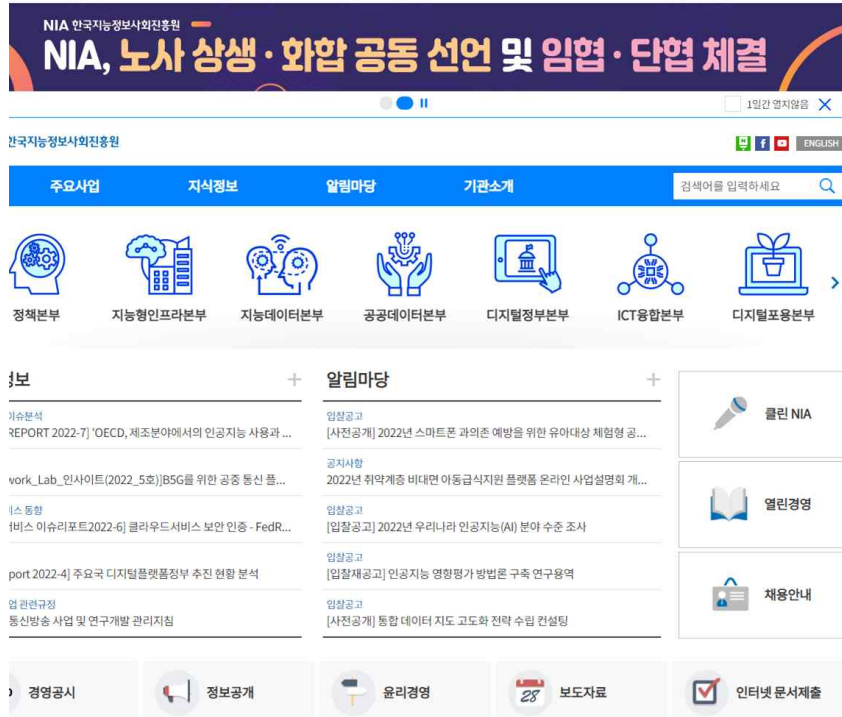 NIA 한국지능정보사회진흥원
NIA, 노사 상생 · 화합 공동 선언 및 임협 · 단협 체결
1일간 열지않음
한국지능정보사회진흥원
ENGLISH
주요사업 지식정보 알림마당 기관소개 검색어를 입력하세요
정책본부 지능형인프라본부 지능데이터본부 공공데이터본부 디지털정부본부 ICT융합본부 디지털포용본부
정보
이슈분석
REPORT 2022-7] 'OECD, 제조분야에서의 인공지능 사용과 ...
work_Lab_인사이트(2022_5호)]B5G를 위한 공중 통신 플...
비스 동향
서비스 이슈리포트2022-6] 클라우드서비스 보안 인증 - FedR...
port 2022-4] 주요국 디지털플랫폼정부 추진 현황 분석
업 관련규정
통신방송 사업 및 연구개발 관리지침
알림마당
입찰공고
[사전공개] 2022년 스마트폰 과의존 예방을 위한 유아대상 체험형 공...
공지사항
2022년 취약계층 비대면 아동급식지원 플랫폼 온라인 사업설명회 개...
입찰공고
[입찰공고] 2022년 우리나라 인공지능(AI) 분야 수준 조사
입찰공고
[입찰재공고] 인공지능 영향평가 방법론 구축 연구용역
입찰공고
[사전공개] 통합 데이터 지도 고도화 전략 수립 컨설팅
클린 NIA
열린경영
채용안내
경영공시 정보공개 윤리경영 28 보도자료 인터넷 문서제출